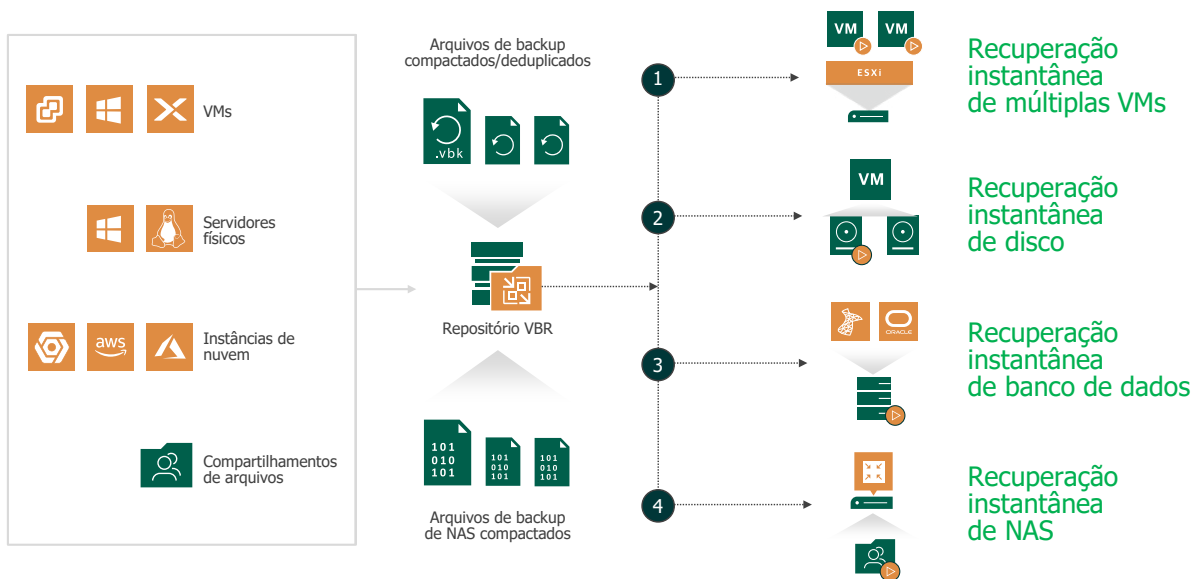 VMs
Servidores
físicos
aws
Instâncias de
nuvem
Compartilhamentos
de arquivos
Arquivos de backup
compactados/deduplicados
.vbk
Repositório VBR
101
010
101
101
010
101
101
010
101
Arquivos de backup
de NAS compactados
1
VM VM
ESXi
Recuperação
instantânea
de múltiplas VMs
2
VM
Recuperação
instantânea
de disco
3
ORACLE
Recuperação
instantânea
de banco de dados
4
Recuperação
instantânea
de NAS